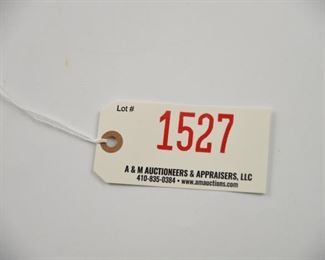 Lot #
1527
A & M AUCTIONEERS & APPRAISERS, LLC
410-835-0384 • www.amauctions.com